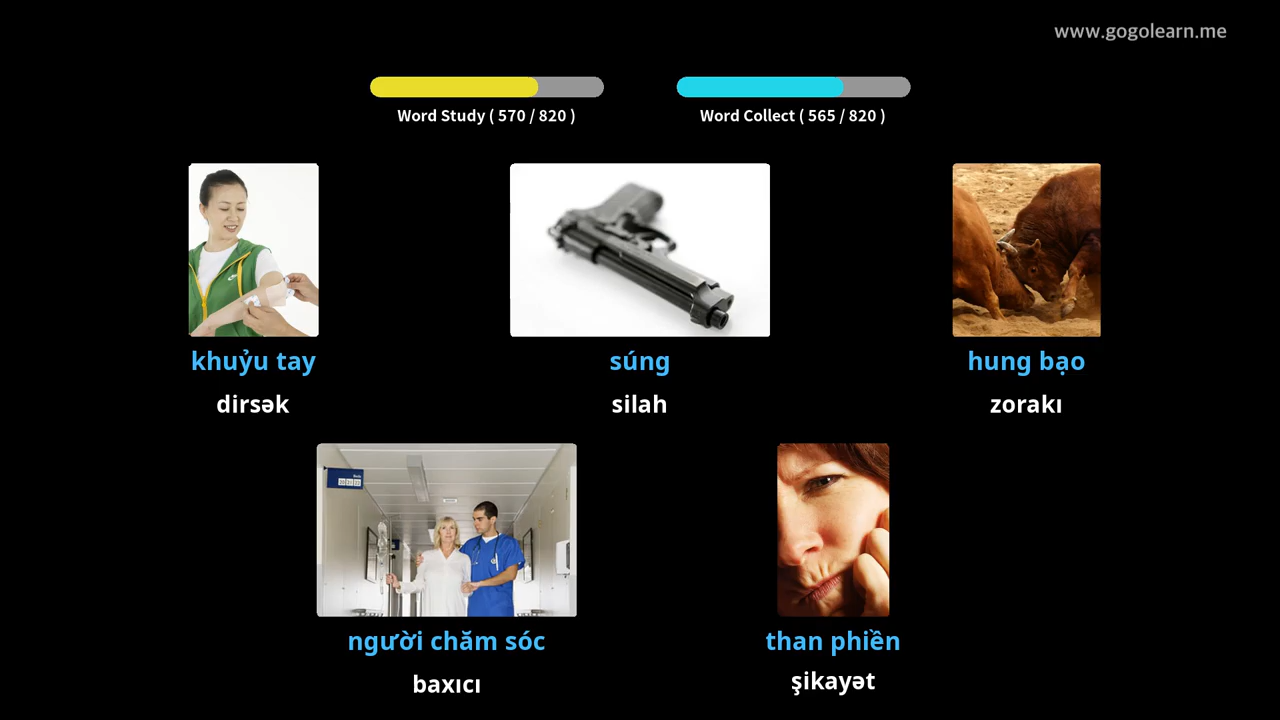 www.gogolearn.me
Word Study ( 570 / 820 )
Word Collect ( 565 / 820 )
khuỷu tay
súng
hung bạo
dirsək
silah
zorakı
người chăm sóc
than phiền
baxıcı
şikayət